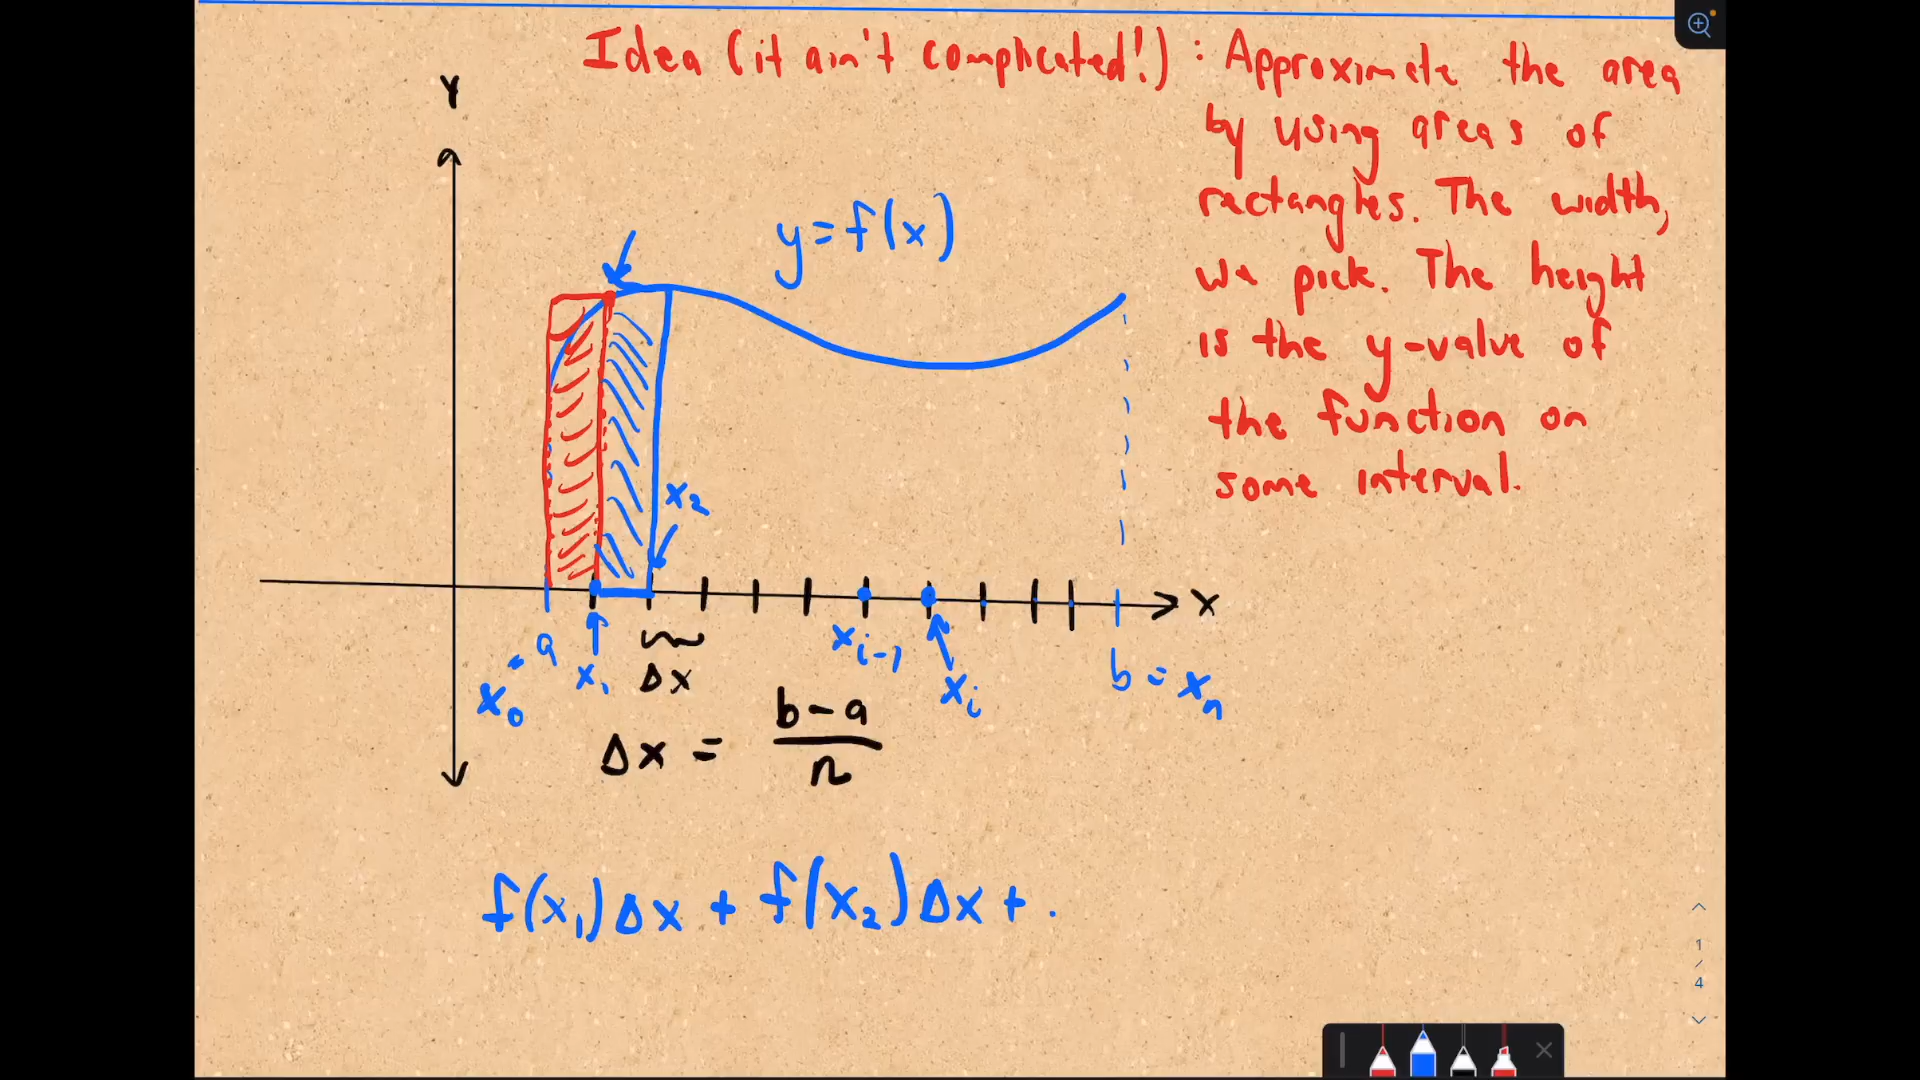 Idea (it ain't complicated!) : Approximate the area
by using areas of
rectangles. The width,
we pick. The height
is the y-value of
the function on
some interval.
Y
y=f(x)
x₂
X
x₀ = a
x₁
Δx
xᵢ₋₁
xᵢ
b = xₙ
Δx = b-a
n
f(x₁)Δx + f(x₂)Δx + .
1
/
4